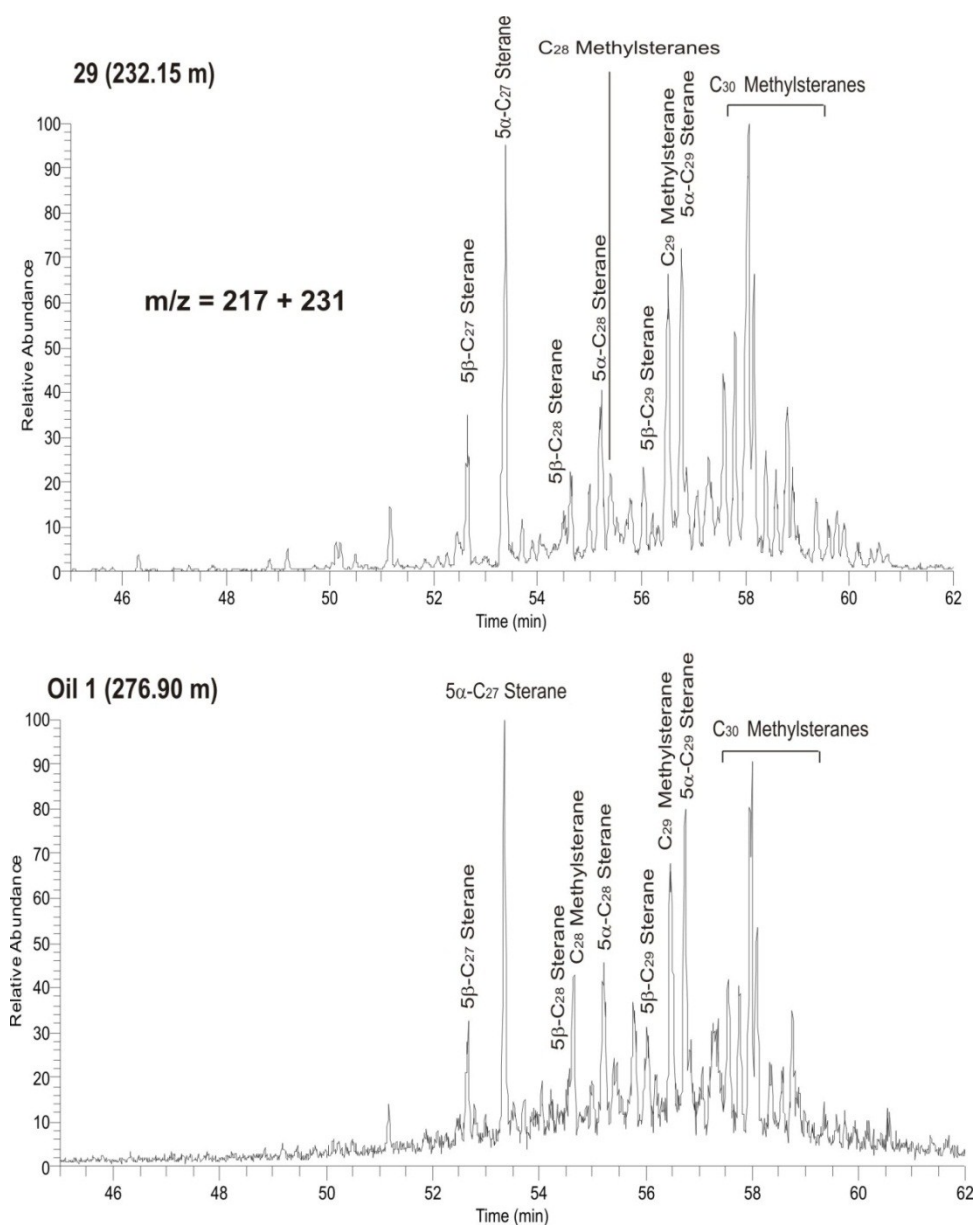 29 (232.15 m)
m/z = 217 + 231
5β-C27 Sterane
5α-C27 Sterane
5β-C28 Sterane
5α-C28 Sterane
C28 Methylsteranes
5β-C29 Sterane
C29 Methylsterane
5α-C29 Sterane
C30 Methylsteranes
Relative Abundance
100
90
80
70
60
50
40
30
20
10
0
46 48 50 52 54 56 58 60 62
Time (min)
Oil 1 (276.90 m)
5β-C27 Sterane
5α-C27 Sterane
5β-C28 Sterane
C28 Methylsterane
5α-C28 Sterane
5β-C29 Sterane
C29 Methylsterane
5α-C29 Sterane
C30 Methylsteranes
Relative Abundance
100
90
80
70
60
50
40
30
20
10
0
46 48 50 52 54 56 58 60 62
Time (min)